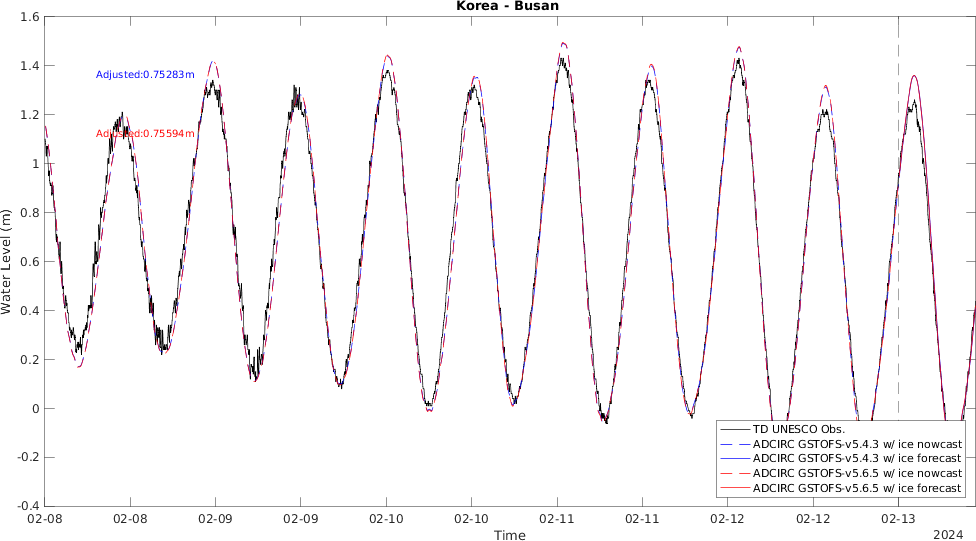 Korea - Busan
1.6
1.4
1.2
1
0.8
0.6
0.4
0.2
0
-0.2
-0.4
Water Level (m)
Adjusted:0.75283m
Adjusted:0.75594m
TD UNESCO Obs.
ADCIRC GSTOFS-v5.4.3 w/ ice nowcast
ADCIRC GSTOFS-v5.4.3 w/ ice forecast
ADCIRC GSTOFS-v5.6.5 w/ ice nowcast
ADCIRC GSTOFS-v5.6.5 w/ ice forecast
02-08 02-08 02-09 02-09 02-10 02-10 02-11 02-11 02-12 02-12 02-13
Time
2024